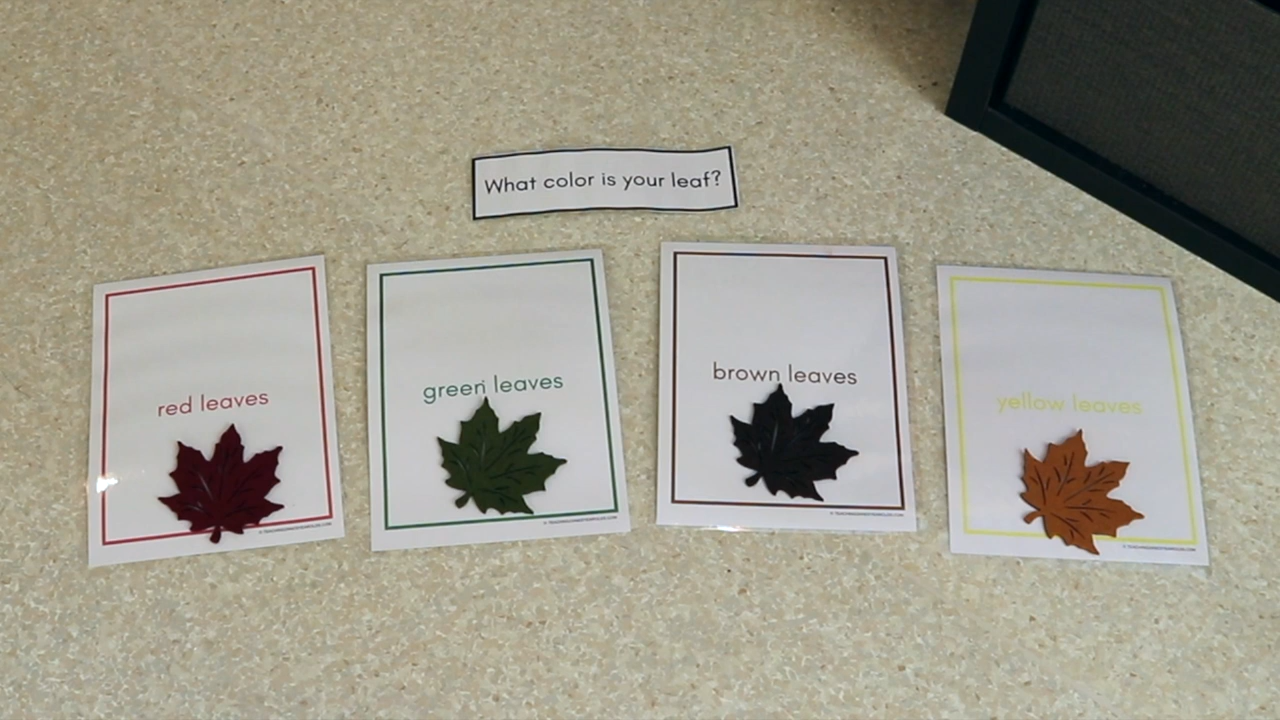 What color is your leaf?
red leaves
green leaves
brown leaves
yellow leaves